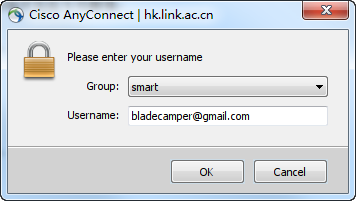 Cisco AnyConnect | hk.link.ac.cn
Please enter your username
Group: smart
Username: bladecamper@gmail.com
OK Cancel